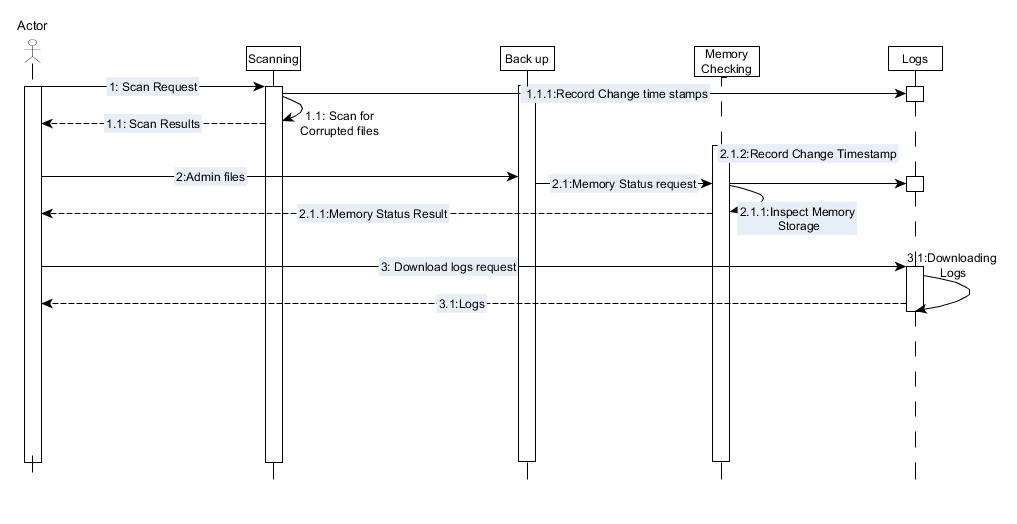 Actor
Scanning
Back up
Memory
Checking
Logs
1: Scan Request
1.1.1:Record Change time stamps
1.1: Scan for
Corrupted files
1.1: Scan Results
2.1.2:Record Change Timestamp
2:Admin files
2.1:Memory Status request
2.1.1:Memory Status Result
2.1.1:Inspect Memory
Storage
3.1:Downloading
Logs
3: Download logs request
3.1:Logs